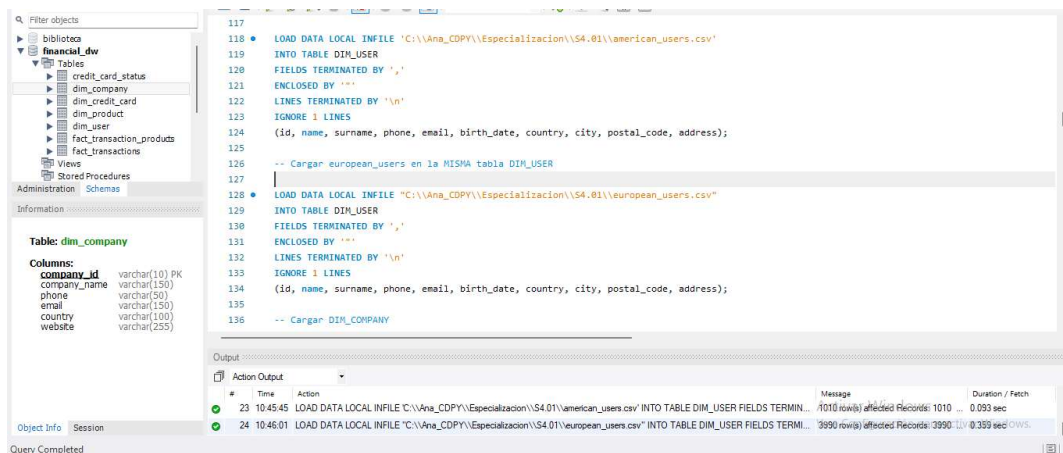 Filter objects
biblioteca
financial_dw
Tables
credit_card_status
dim_company
dim_credit_card
dim_product
dim_user
fact_transaction_products
fact_transactions
Views
Stored Procedures
Administration Schemas
Information
Table: dim_company
Columns:
company_id varchar(10) PK
company_name varchar(150)
phone varchar(50)
email varchar(150)
country varchar(100)
website varchar(255)
Object Info Session
117
118 LOAD DATA LOCAL INFILE 'C:\\Ana_CDPY\\Especializacion\\S4.01\\american_users.csv'
119 INTO TABLE DIM_USER
120 FIELDS TERMINATED BY ','
121 ENCLOSED BY '"'
122 LINES TERMINATED BY '\n'
123 IGNORE 1 LINES
124 (id, name, surname, phone, email, birth_date, country, city, postal_code, address);
125
126 -- Cargar european_users en la MISMA tabla DIM_USER
127
128 LOAD DATA LOCAL INFILE "C:\\Ana_CDPY\\Especializacion\\S4.01\\european_users.csv"
129 INTO TABLE DIM_USER
130 FIELDS TERMINATED BY ','
131 ENCLOSED BY '"'
132 LINES TERMINATED BY '\n'
133 IGNORE 1 LINES
134 (id, name, surname, phone, email, birth_date, country, city, postal_code, address);
135
136 -- Cargar DIM_COMPANY
Output
Action Output
# Time Action Message Duration / Fetch
23 10:45:45 LOAD DATA LOCAL INFILE 'C:\\Ana_CDPY\\Especializacion\\S4.01\\american_users.csv' INTO TABLE DIM_USER FIELDS TERMIN... 1010 row(s) affected Records: 1010 ... 0.093 sec
24 10:46:01 LOAD DATA LOCAL INFILE "C:\\Ana_CDPY\\Especializacion\\S4.01\\european_users.csv" INTO TABLE DIM_USER FIELDS TERMI... 3990 row(s) affected Records: 3990 ... 0.359 sec
Query Completed